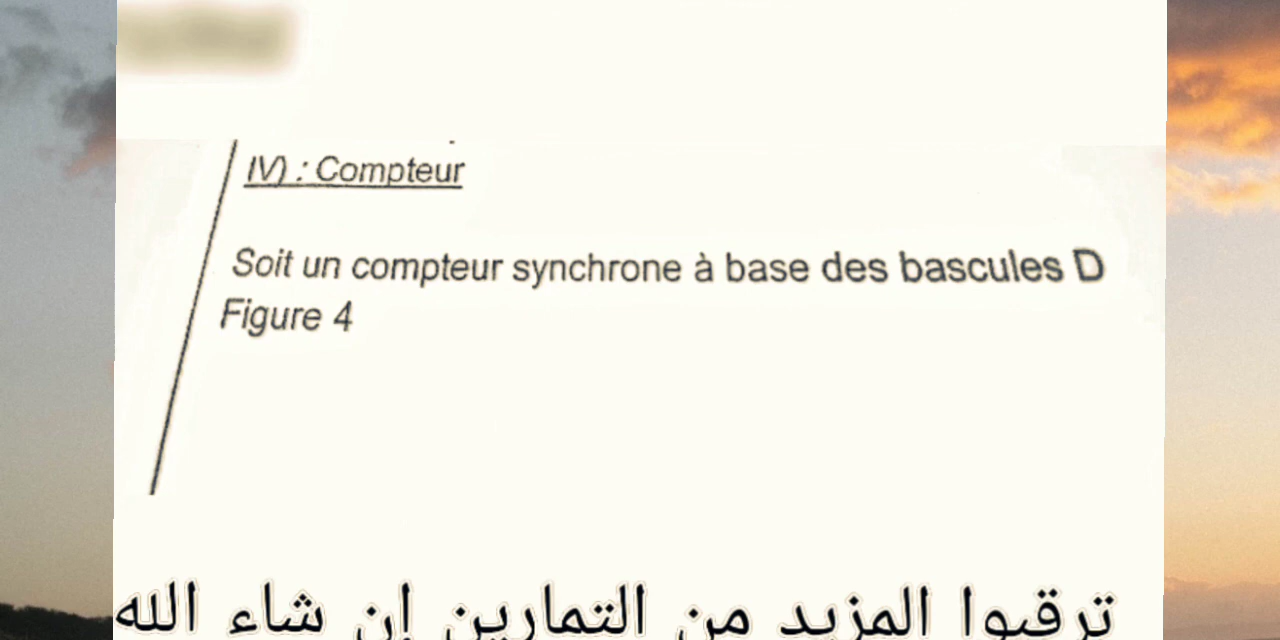 IV) : Compteur
Soit un compteur synchrone à base des bascules D
Figure 4
ترقبوا المزيد من التمارين إن شاء الله